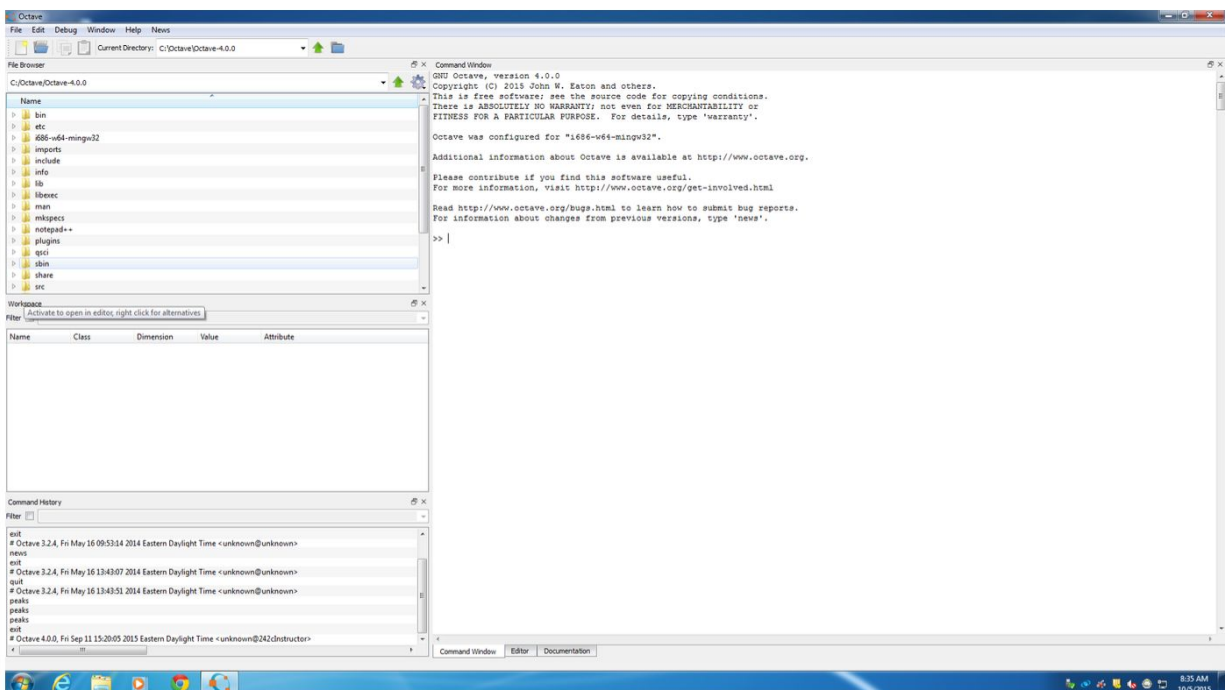 Octave
File Edit Debug Window Help News
Current Directory: C:\Octave\Octave-4.0.0
File Browser
C:/Octave/Octave-4.0.0
Name
bin
etc
i686-w64-mingw32
imports
include
info
lib
libexec
man
mkspecs
notepad++
plugins
qsci
sbin
share
src
Workspace
Activate to open in editor, right click for alternatives
Filter
Name Class Dimension Value Attribute
Command History
Filter
exit
# Octave 3.2.4, Fri May 16 09:53:14 2014 Eastern Daylight Time <unknown@unknown>
news
exit
# Octave 3.2.4, Fri May 16 13:43:07 2014 Eastern Daylight Time <unknown@unknown>
quit
# Octave 3.2.4, Fri May 16 13:43:51 2014 Eastern Daylight Time <unknown@unknown>
peaks
peaks
peaks
exit
# Octave 4.0.0, Fri Sep 11 15:20:05 2015 Eastern Daylight Time <unknown@242cInstructor>
Command Window
GNU Octave, version 4.0.0
Copyright (C) 2015 John W. Eaton and others.
This is free software; see the source code for copying conditions.
There is ABSOLUTELY NO WARRANTY; not even for MERCHANTABILITY or
FITNESS FOR A PARTICULAR PURPOSE. For details, type 'warranty'.
Octave was configured for "i686-w64-mingw32".
Additional information about Octave is available at http://www.octave.org.
Please contribute if you find this software useful.
For more information, visit http://www.octave.org/get-involved.html
Read http://www.octave.org/bugs.html to learn how to submit bug reports.
For information about changes from previous versions, type 'news'.
>>
Command Window Editor Documentation
8:35 AM
10/5/2015